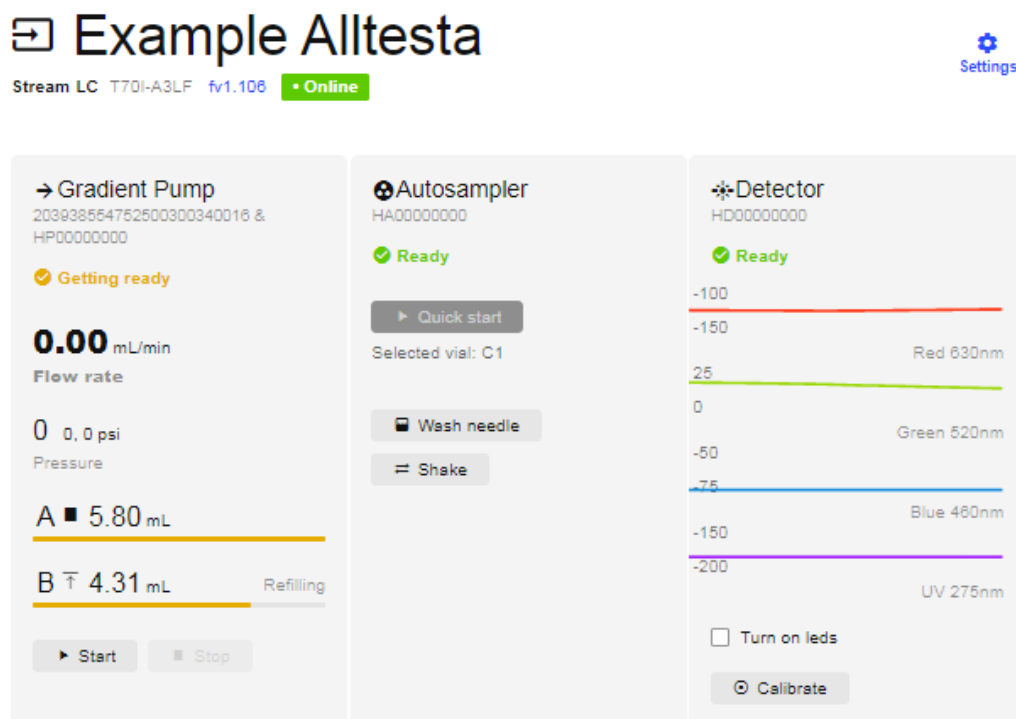 Example Alltesta
Settings
Stream LC T70I-A3LF fv1.106 • Online
Gradient Pump
203938554752500300340016 &
HP00000000
Getting ready
0.00 mL/min
Flow rate
0 0, 0 psi
Pressure
A 5.80 mL
B 4.31 mL Refilling
Start Stop
Autosampler
HA00000000
Ready
Quick start
Selected vial: C1
Wash needle
Shake
Detector
HD00000000
Ready
-100
-150
Red 630nm
25
0
Green 520nm
-50
-75
Blue 460nm
-150
-200
UV 275nm
Turn on leds
Calibrate